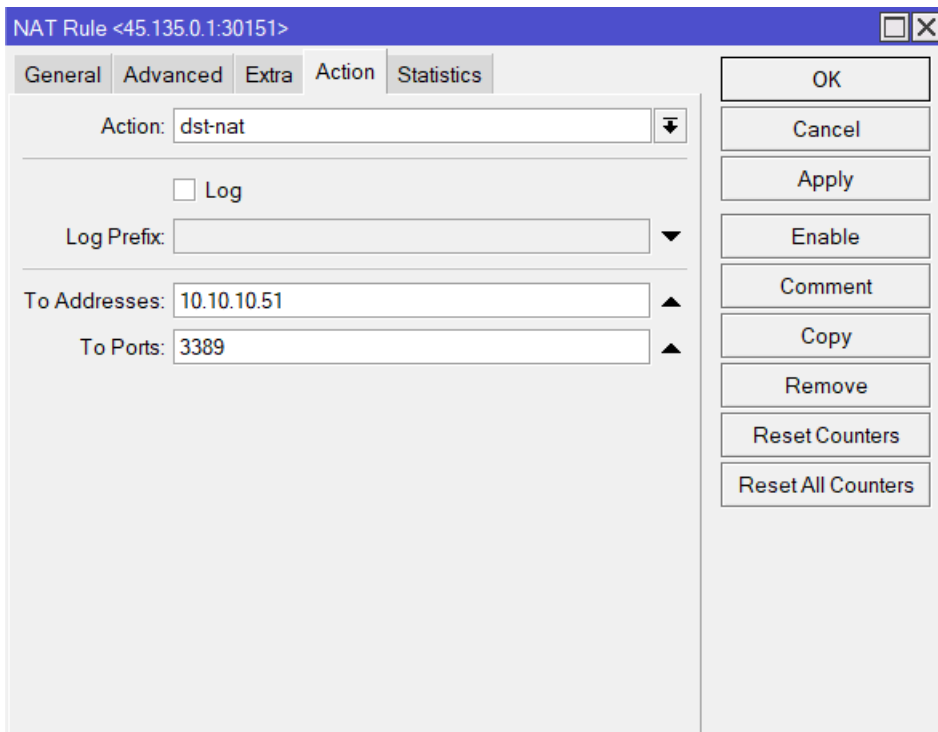 NAT Rule <45.135.0.1:30151>
General Advanced Extra Action Statistics
OK
Action: dst-nat
Cancel
Log
Apply
Log Prefix:
Enable
To Addresses: 10.10.10.51
Comment
To Ports: 3389
Copy
Remove
Reset Counters
Reset All Counters